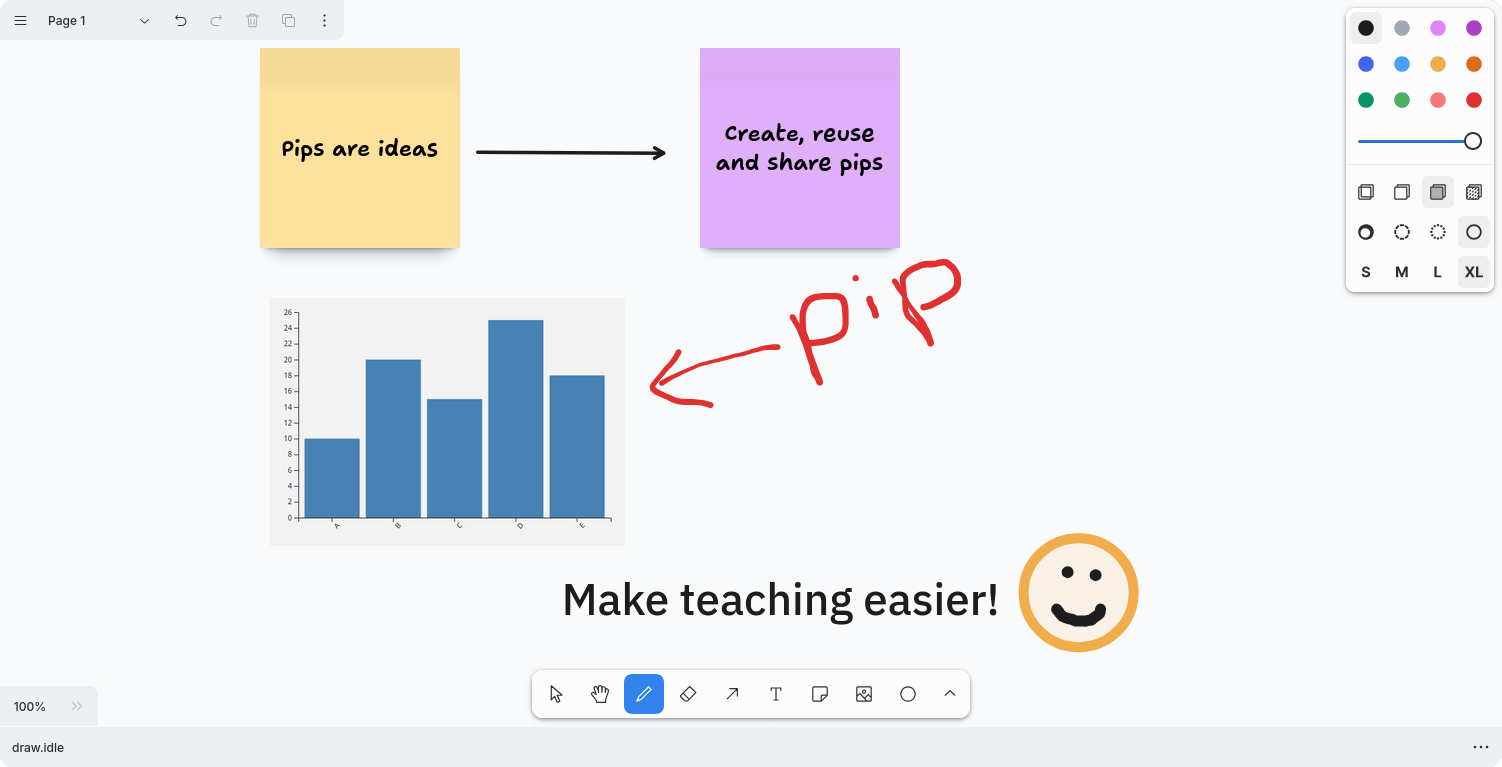 Page 1
Pips are ideas
Create, reuse
and share pips
pip
26
24
22
20
18
16
14
12
10
8
6
4
2
0
A
B
C
D
E
Make teaching easier!
S M L XL
T
100%
draw.idle